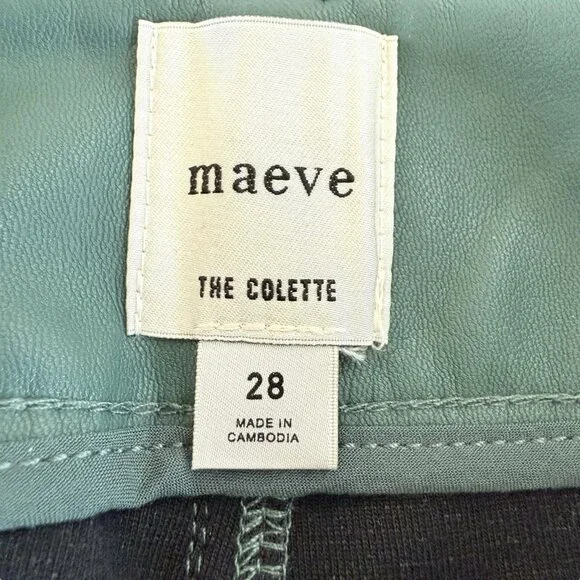 maeve
THE COLETTE
28
MADE IN
CAMBODIA